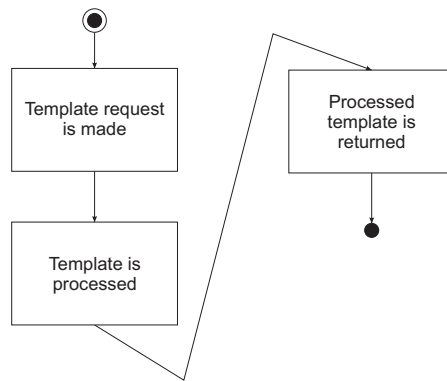 Template request
is made
Template is
processed
Processed
template is
returned